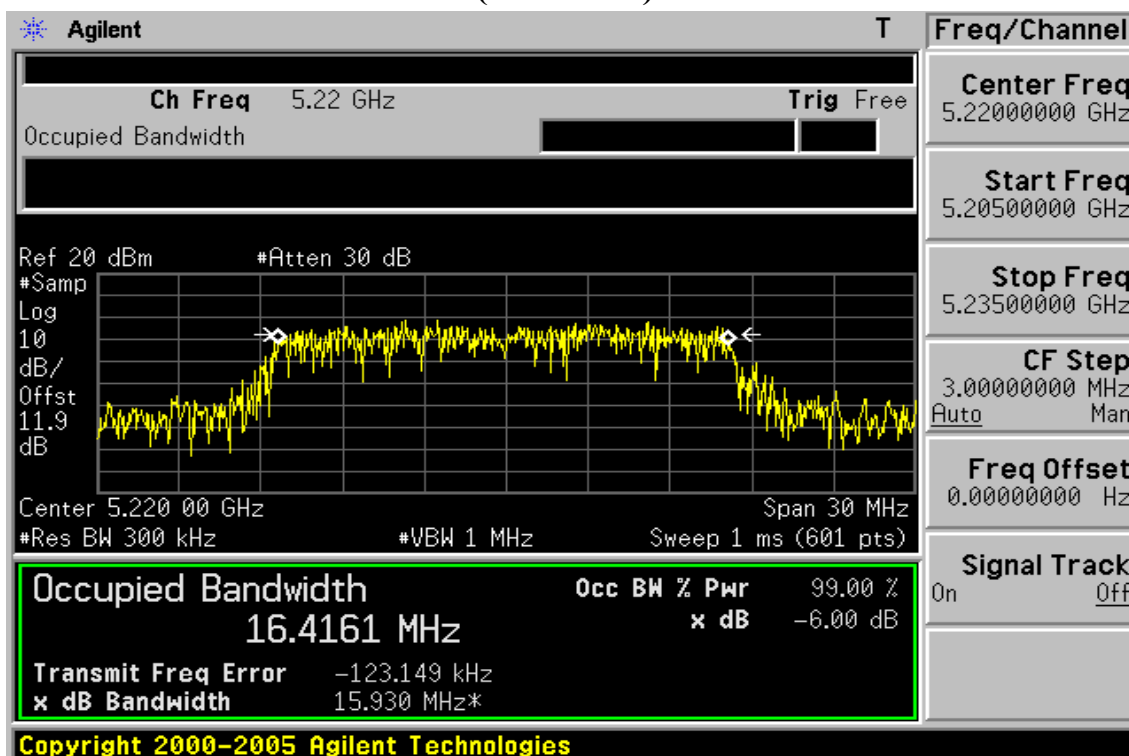 Agilent T Freq/Channel
Ch Freq 5.22 GHz Trig Free
Occupied Bandwidth
Center Freq
5.22000000 GHz
Start Freq
5.20500000 GHz
Stop Freq
5.23500000 GHz
CF Step
3.00000000 MHz
Auto Man
Freq Offset
0.00000000 Hz
Signal Track
On Off
Ref 20 dBm #Atten 30 dB
#Samp
Log
10
dB/
Offst
11.9
dB
Center 5.220 00 GHz Span 30 MHz
#Res BW 300 kHz #VBW 1 MHz Sweep 1 ms (601 pts)
Occupied Bandwidth Occ BW % Pwr 99.00 %
16.4161 MHz x dB -6.00 dB
Transmit Freq Error -123.149 kHz
x dB Bandwidth 15.930 MHz*
Copyright 2000-2005 Agilent Technologies